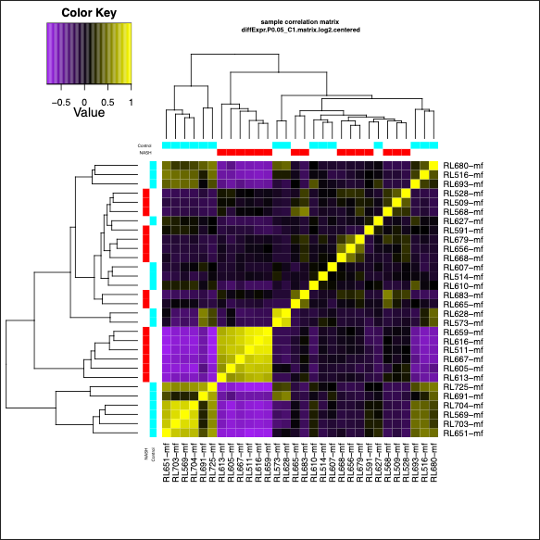 Color Key
−0.5 0 0.5 1
Value
sample correlation matrix
diffExpr.P0.05_C1.matrix.log2.centered
Control
NASH
RL680−mf
RL516−mf
RL693−mf
RL528−mf
RL509−mf
RL568−mf
RL627−mf
RL591−mf
RL679−mf
RL656−mf
RL668−mf
RL607−mf
RL514−mf
RL610−mf
RL683−mf
RL665−mf
RL628−mf
RL573−mf
RL659−mf
RL616−mf
RL511−mf
RL667−mf
RL605−mf
RL613−mf
RL725−mf
RL691−mf
RL704−mf
RL569−mf
RL703−mf
RL651−mf
NASH
Control
RL651−mf
RL703−mf
RL569−mf
RL704−mf
RL691−mf
RL725−mf
RL613−mf
RL605−mf
RL667−mf
RL511−mf
RL616−mf
RL659−mf
RL573−mf
RL628−mf
RL665−mf
RL683−mf
RL610−mf
RL514−mf
RL607−mf
RL668−mf
RL656−mf
RL679−mf
RL591−mf
RL627−mf
RL568−mf
RL509−mf
RL528−mf
RL693−mf
RL516−mf
RL680−mf